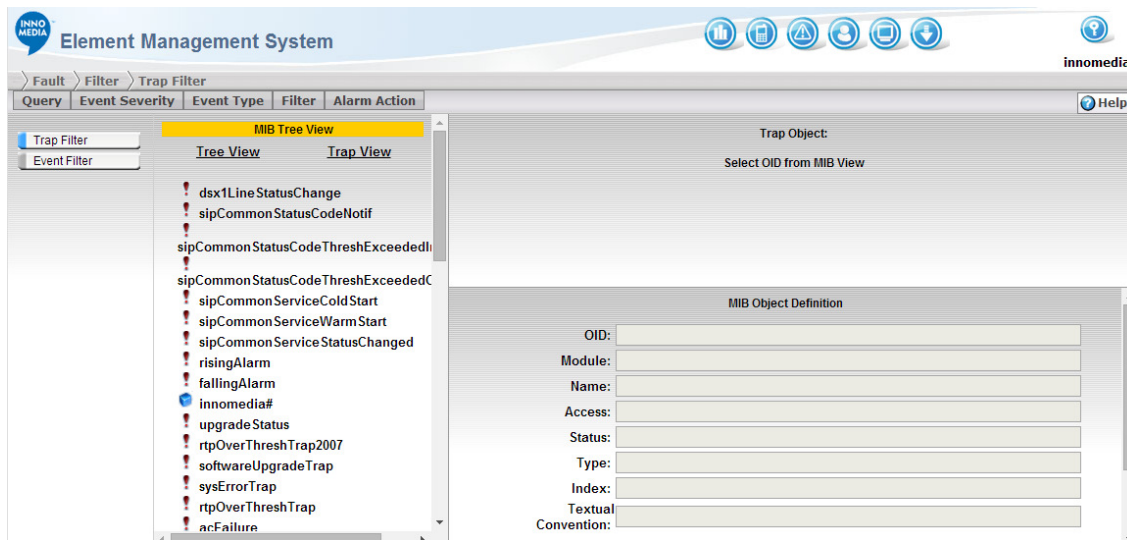 INNO
MEDIA
Element Management System
innomedia
Fault Filter Trap Filter
Query Event Severity Event Type Filter Alarm Action
Help
Trap Filter
Event Filter
MIB Tree View
Tree View Trap View
dsx1LineStatusChange
sipCommonStatusCodeNotif
sipCommonStatusCodeThreshExceededI
sipCommonStatusCodeThreshExceededO
sipCommonServiceColdStart
sipCommonServiceWarmStart
sipCommonServiceStatusChanged
risingAlarm
fallingAlarm
innomedia#
upgradeStatus
rtpOverThreshTrap2007
softwareUpgradeTrap
sysErrorTrap
rtpOverThreshTrap
acFailure
Trap Object:
Select OID from MIB View
MIB Object Definition
OID:
Module:
Name:
Access:
Status:
Type:
Index:
Textual
Convention: